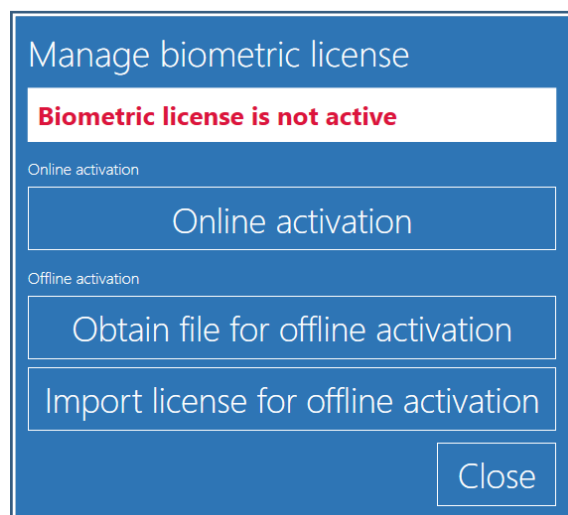 Manage biometric license
Biometric license is not active
Online activation
Online activation
Offline activation
Obtain file for offline activation
Import license for offline activation
Close